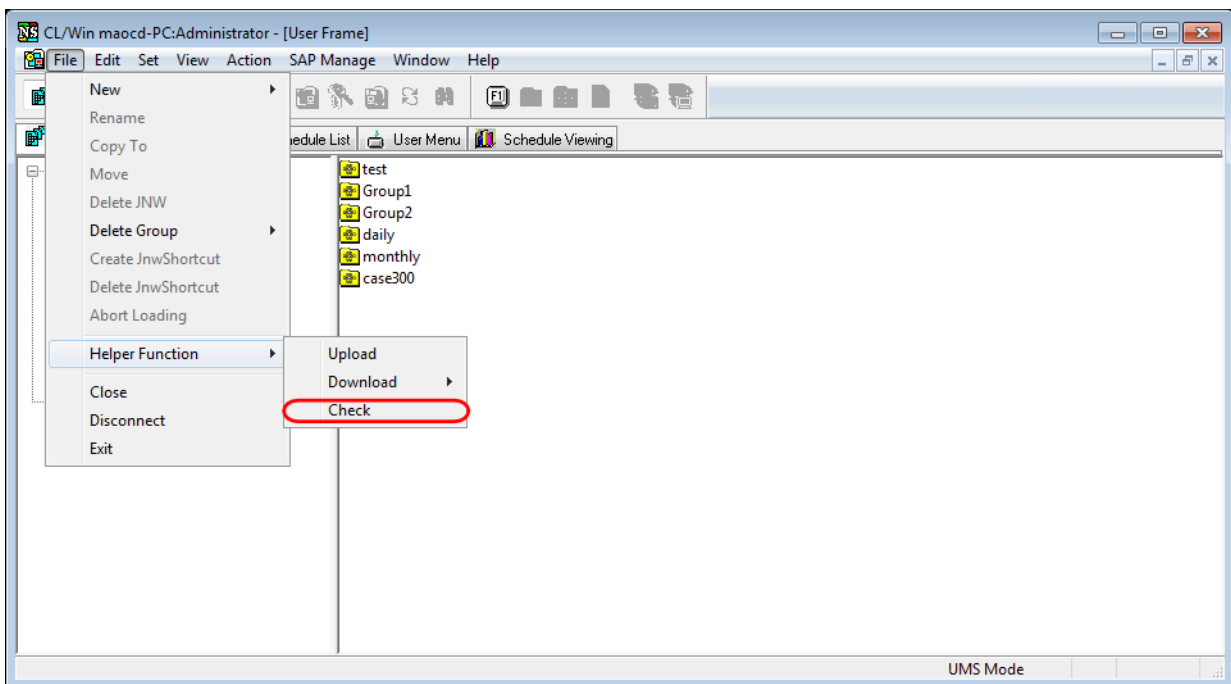 CL/Win maocd-PC:Administrator - [User Frame]
File Edit Set View Action SAP Manage Window Help
New
Rename
Copy To
Move
Delete JNW
Delete Group
Create JnwShortcut
Delete JnwShortcut
Abort Loading
Helper Function
Close
Disconnect
Exit
Upload
Download
Check
F1
List User Menu Schedule Viewing
test
Group1
Group2
daily
monthly
case300
UMS Mode